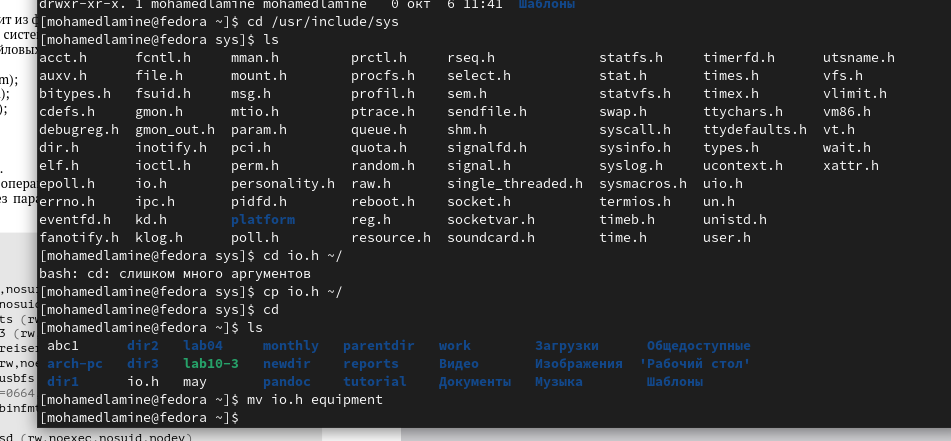 drwxr-xr-x. 1 mohamedlamine mohamedlamine   0 окт  6 11:41  Шаблоны
[mohamedlamine@fedora ~]$ cd /usr/include/sys
[mohamedlamine@fedora sys]$ ls
acct.h fcntl.h mman.h prctl.h rseq.h statfs.h timerfd.h utsname.h
auxv.h file.h mount.h procfs.h select.h stat.h times.h vfs.h
bitypes.h fsuid.h msg.h profil.h sem.h statvfs.h timex.h vlimit.h
cdefs.h gmon.h mtio.h ptrace.h sendfile.h swap.h ttychars.h vm86.h
debugreg.h gmon_out.h param.h queue.h shm.h syscall.h ttydefaults.h vt.h
dir.h inotify.h pci.h quota.h signalfd.h sysinfo.h types.h wait.h
elf.h ioctl.h perm.h random.h signal.h syslog.h ucontext.h xattr.h
epoll.h io.h personality.h raw.h single_threaded.h sysmacros.h uio.h
errno.h ipc.h pidfd.h reboot.h socket.h termios.h un.h
eventfd.h kd.h platform reg.h socketvar.h timeb.h unistd.h
fanotify.h klog.h poll.h resource.h soundcard.h time.h user.h
[mohamedlamine@fedora sys]$ cd io.h ~/
bash: cd: слишком много аргументов
[mohamedlamine@fedora sys]$ cp io.h ~/
[mohamedlamine@fedora sys]$ cd
[mohamedlamine@fedora ~]$ ls
abc1 dir2 lab04 monthly parentdir work Загрузки Общедоступные
arch-pc dir3 lab10-3 newdir reports Видео Изображения 'Рабочий стол'
dir1 io.h may pandoc tutorial Документы Музыка Шаблоны
[mohamedlamine@fedora ~]$ mv io.h equipment
[mohamedlamine@fedora ~]$
sd (rw,noexec,nosuid,nodev)